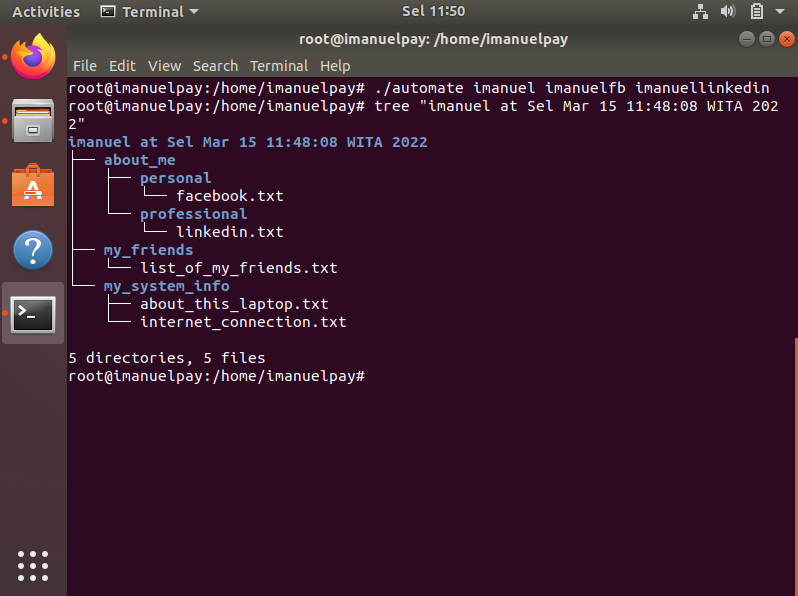 Activities Terminal Sel 11:50
root@imanuelpay: /home/imanuelpay
File Edit View Search Terminal Help
root@imanuelpay:/home/imanuelpay# ./automate imanuel imanuelfb imanuellinkedin
root@imanuelpay:/home/imanuelpay# tree "imanuel at Sel Mar 15 11:48:08 WITA 202
2"
imanuel at Sel Mar 15 11:48:08 WITA 2022
├── about_me
│   ├── personal
│   │   └── facebook.txt
│   └── professional
│       └── linkedin.txt
├── my_friends
│   └── list_of_my_friends.txt
└── my_system_info
    ├── about_this_laptop.txt
    └── internet_connection.txt
5 directories, 5 files
root@imanuelpay:/home/imanuelpay#